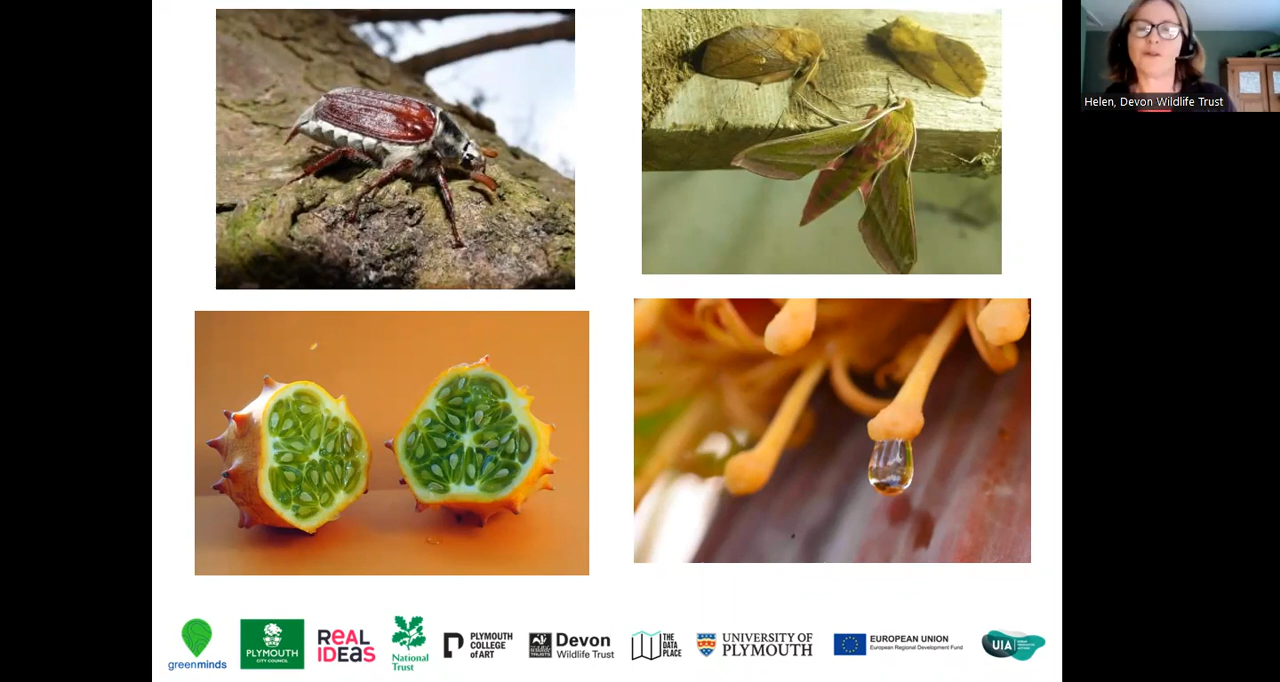 Helen, Devon Wildlife Trust
greenminds
PLYMOUTH
CITY COUNCIL
ReAL
IDEaS
National
Trust
PLYMOUTH
COLLEGE
of ART
Devon
Wildlife Trust
THE
DATA
PLACE
UNIVERSITY OF
PLYMOUTH
EUROPEAN UNION
European Regional Development Fund
UIA